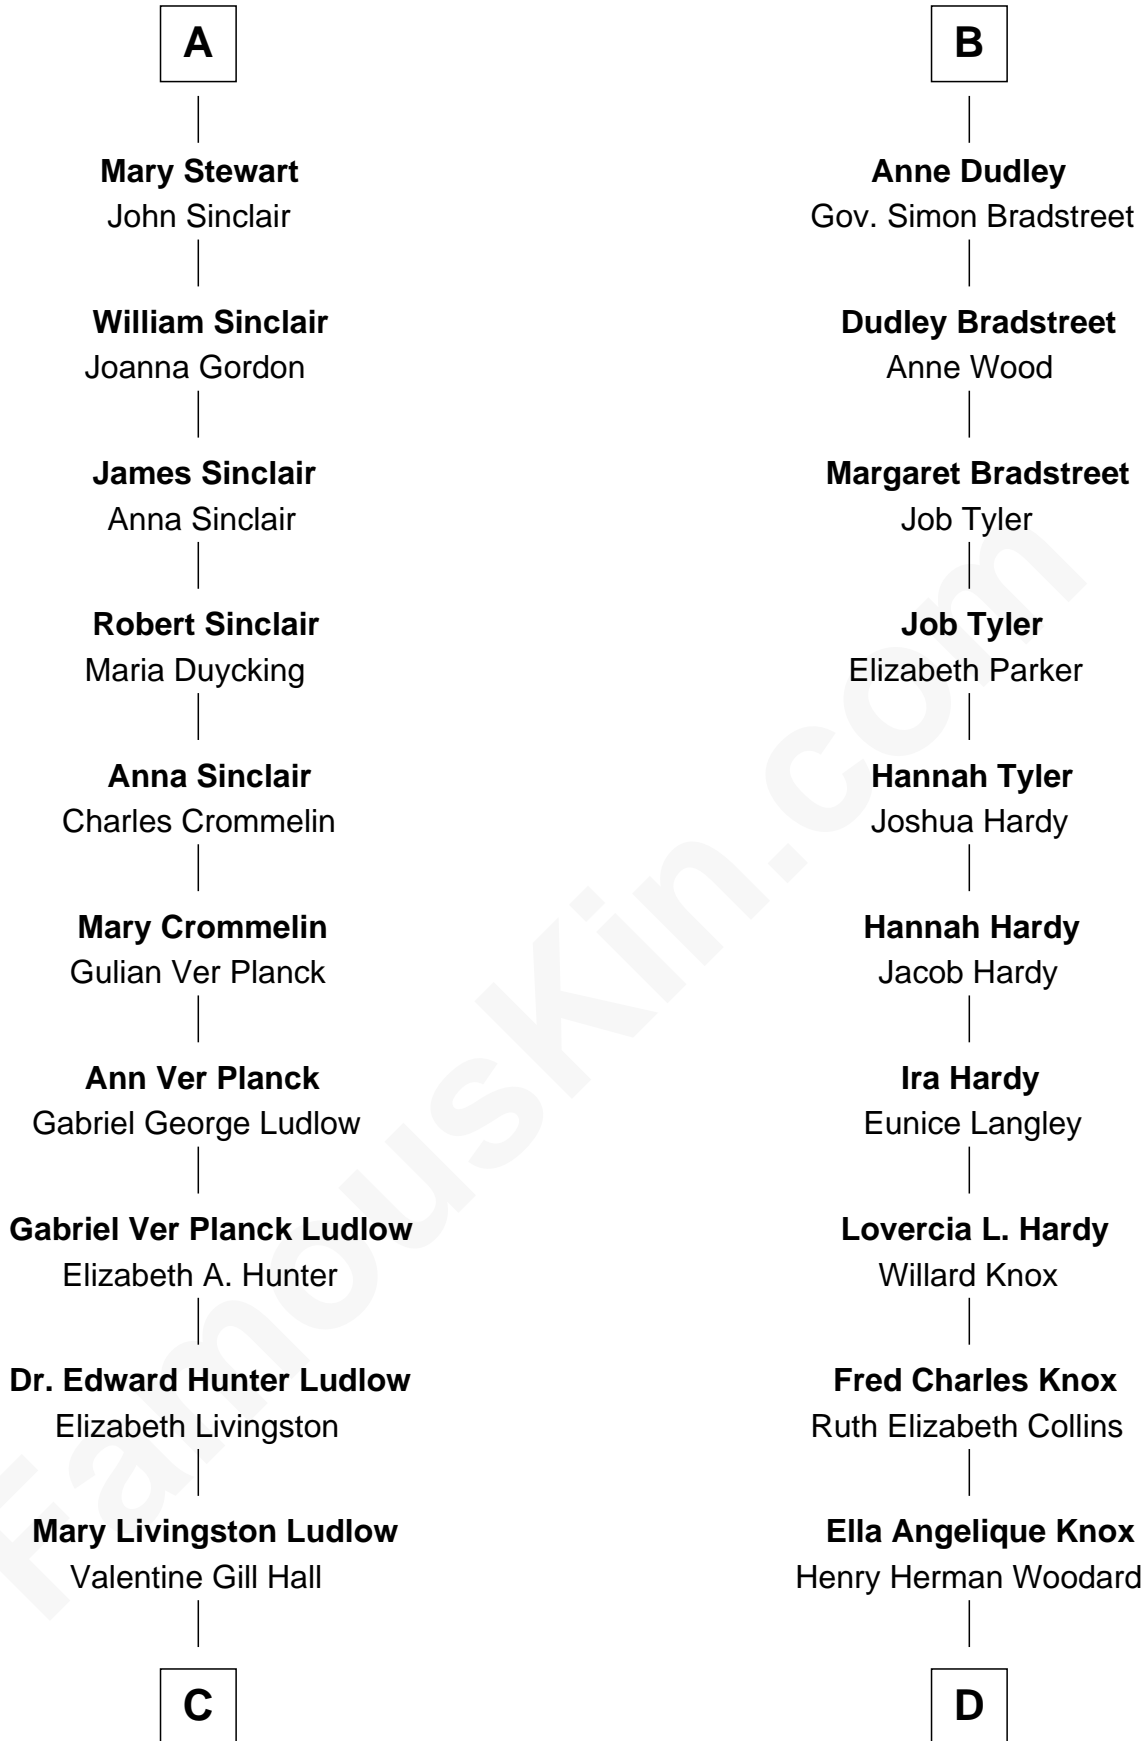 A
Mary Stewart
John Sinclair
William Sinclair
Joanna Gordon
James Sinclair
Anna Sinclair
Robert Sinclair
Maria Duycking
Anna Sinclair
Charles Crommelin
Mary Crommelin
Gulian Ver Planck
Ann Ver Planck
Gabriel George Ludlow
Gabriel Ver Planck Ludlow
Elizabeth A. Hunter
Dr. Edward Hunter Ludlow
Elizabeth Livingston
Mary Livingston Ludlow
Valentine Gill Hall
C
B
Anne Dudley
Gov. Simon Bradstreet
Dudley Bradstreet
Anne Wood
Margaret Bradstreet
Job Tyler
Job Tyler
Elizabeth Parker
Hannah Tyler
Joshua Hardy
Hannah Hardy
Jacob Hardy
Ira Hardy
Eunice Langley
Lovercia L. Hardy
Willard Knox
Fred Charles Knox
Ruth Elizabeth Collins
Ella Angelique Knox
Henry Herman Woodard
D
FamousKin.com